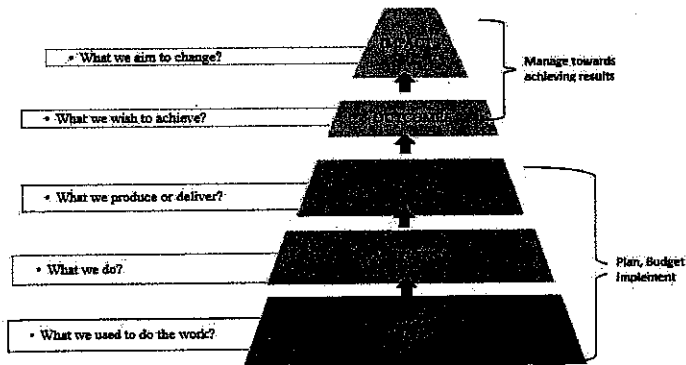 • What we aim to change?
Manage towards
achieving results
• What we wish to achieve?
• What we produce or deliver?
• What we do?
Plan, Budget
Implement
• What we used to do the work?